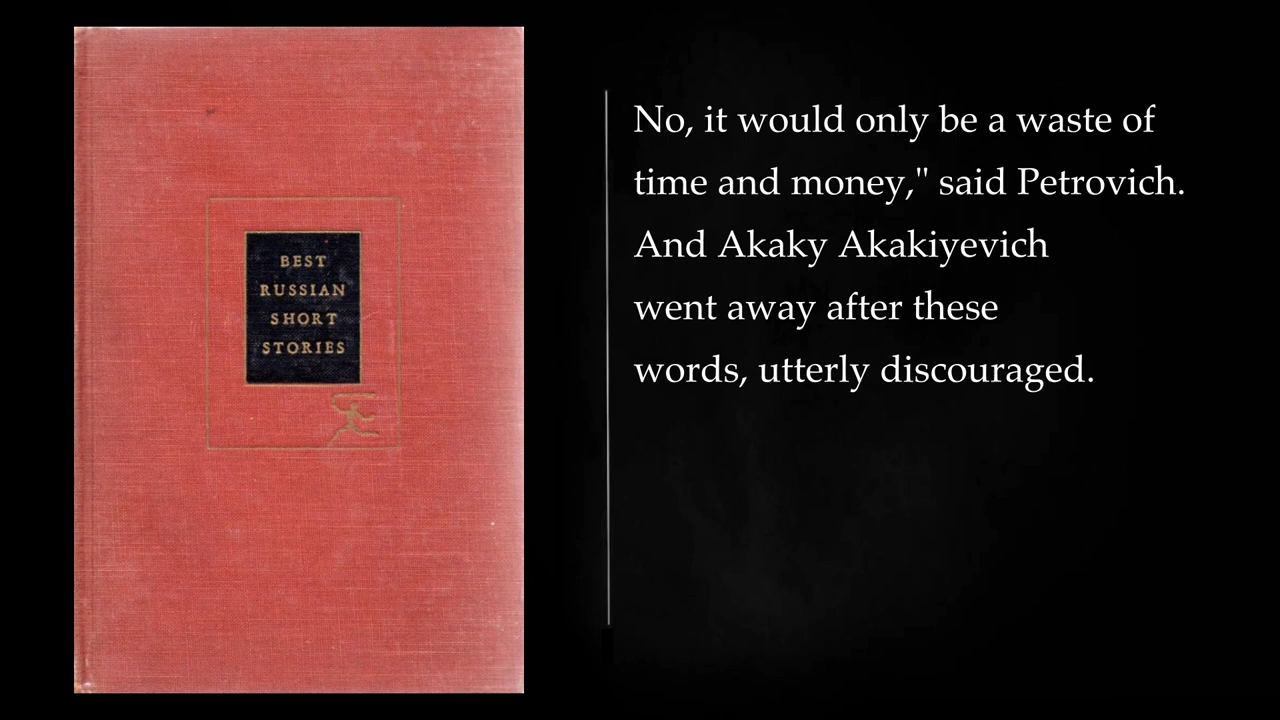 BEST
RUSSIAN
SHORT
STORIES
No, it would only be a waste of
time and money," said Petrovich.
And Akaky Akakiyevich
went away after these
words, utterly discouraged.